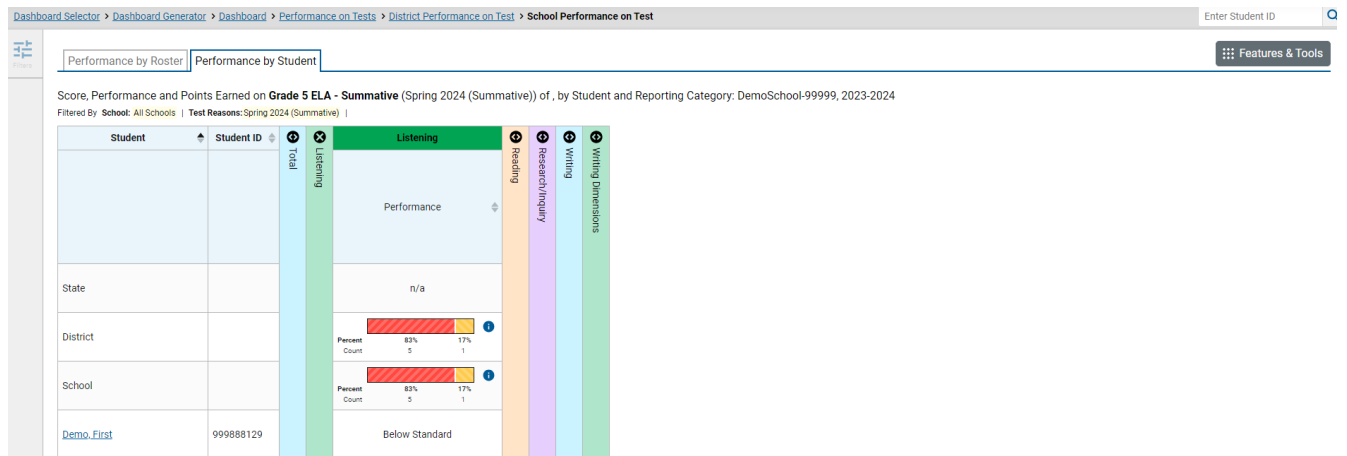 Dashboard Selector > Dashboard Generator > Dashboard > Performance on Tests > District Performance on Test > School Performance on Test
Enter Student ID
Filters
Performance by Roster
Performance by Student
Features & Tools
Score, Performance and Points Earned on Grade 5 ELA - Summative (Spring 2024 (Summative)) of , by Student and Reporting Category: DemoSchool-99999, 2023-2024
Filtered By School: All Schools | Test Reasons: Spring 2024 (Summative) |
Student
Student ID
Total
Listening
Listening
Reading
Research/Inquiry
Writing
Writing Dimensions
Performance
State
n/a
District
Percent 83% 17%
Count 5 1
School
Percent 83% 17%
Count 5 1
Demo, First 999888129 Below Standard